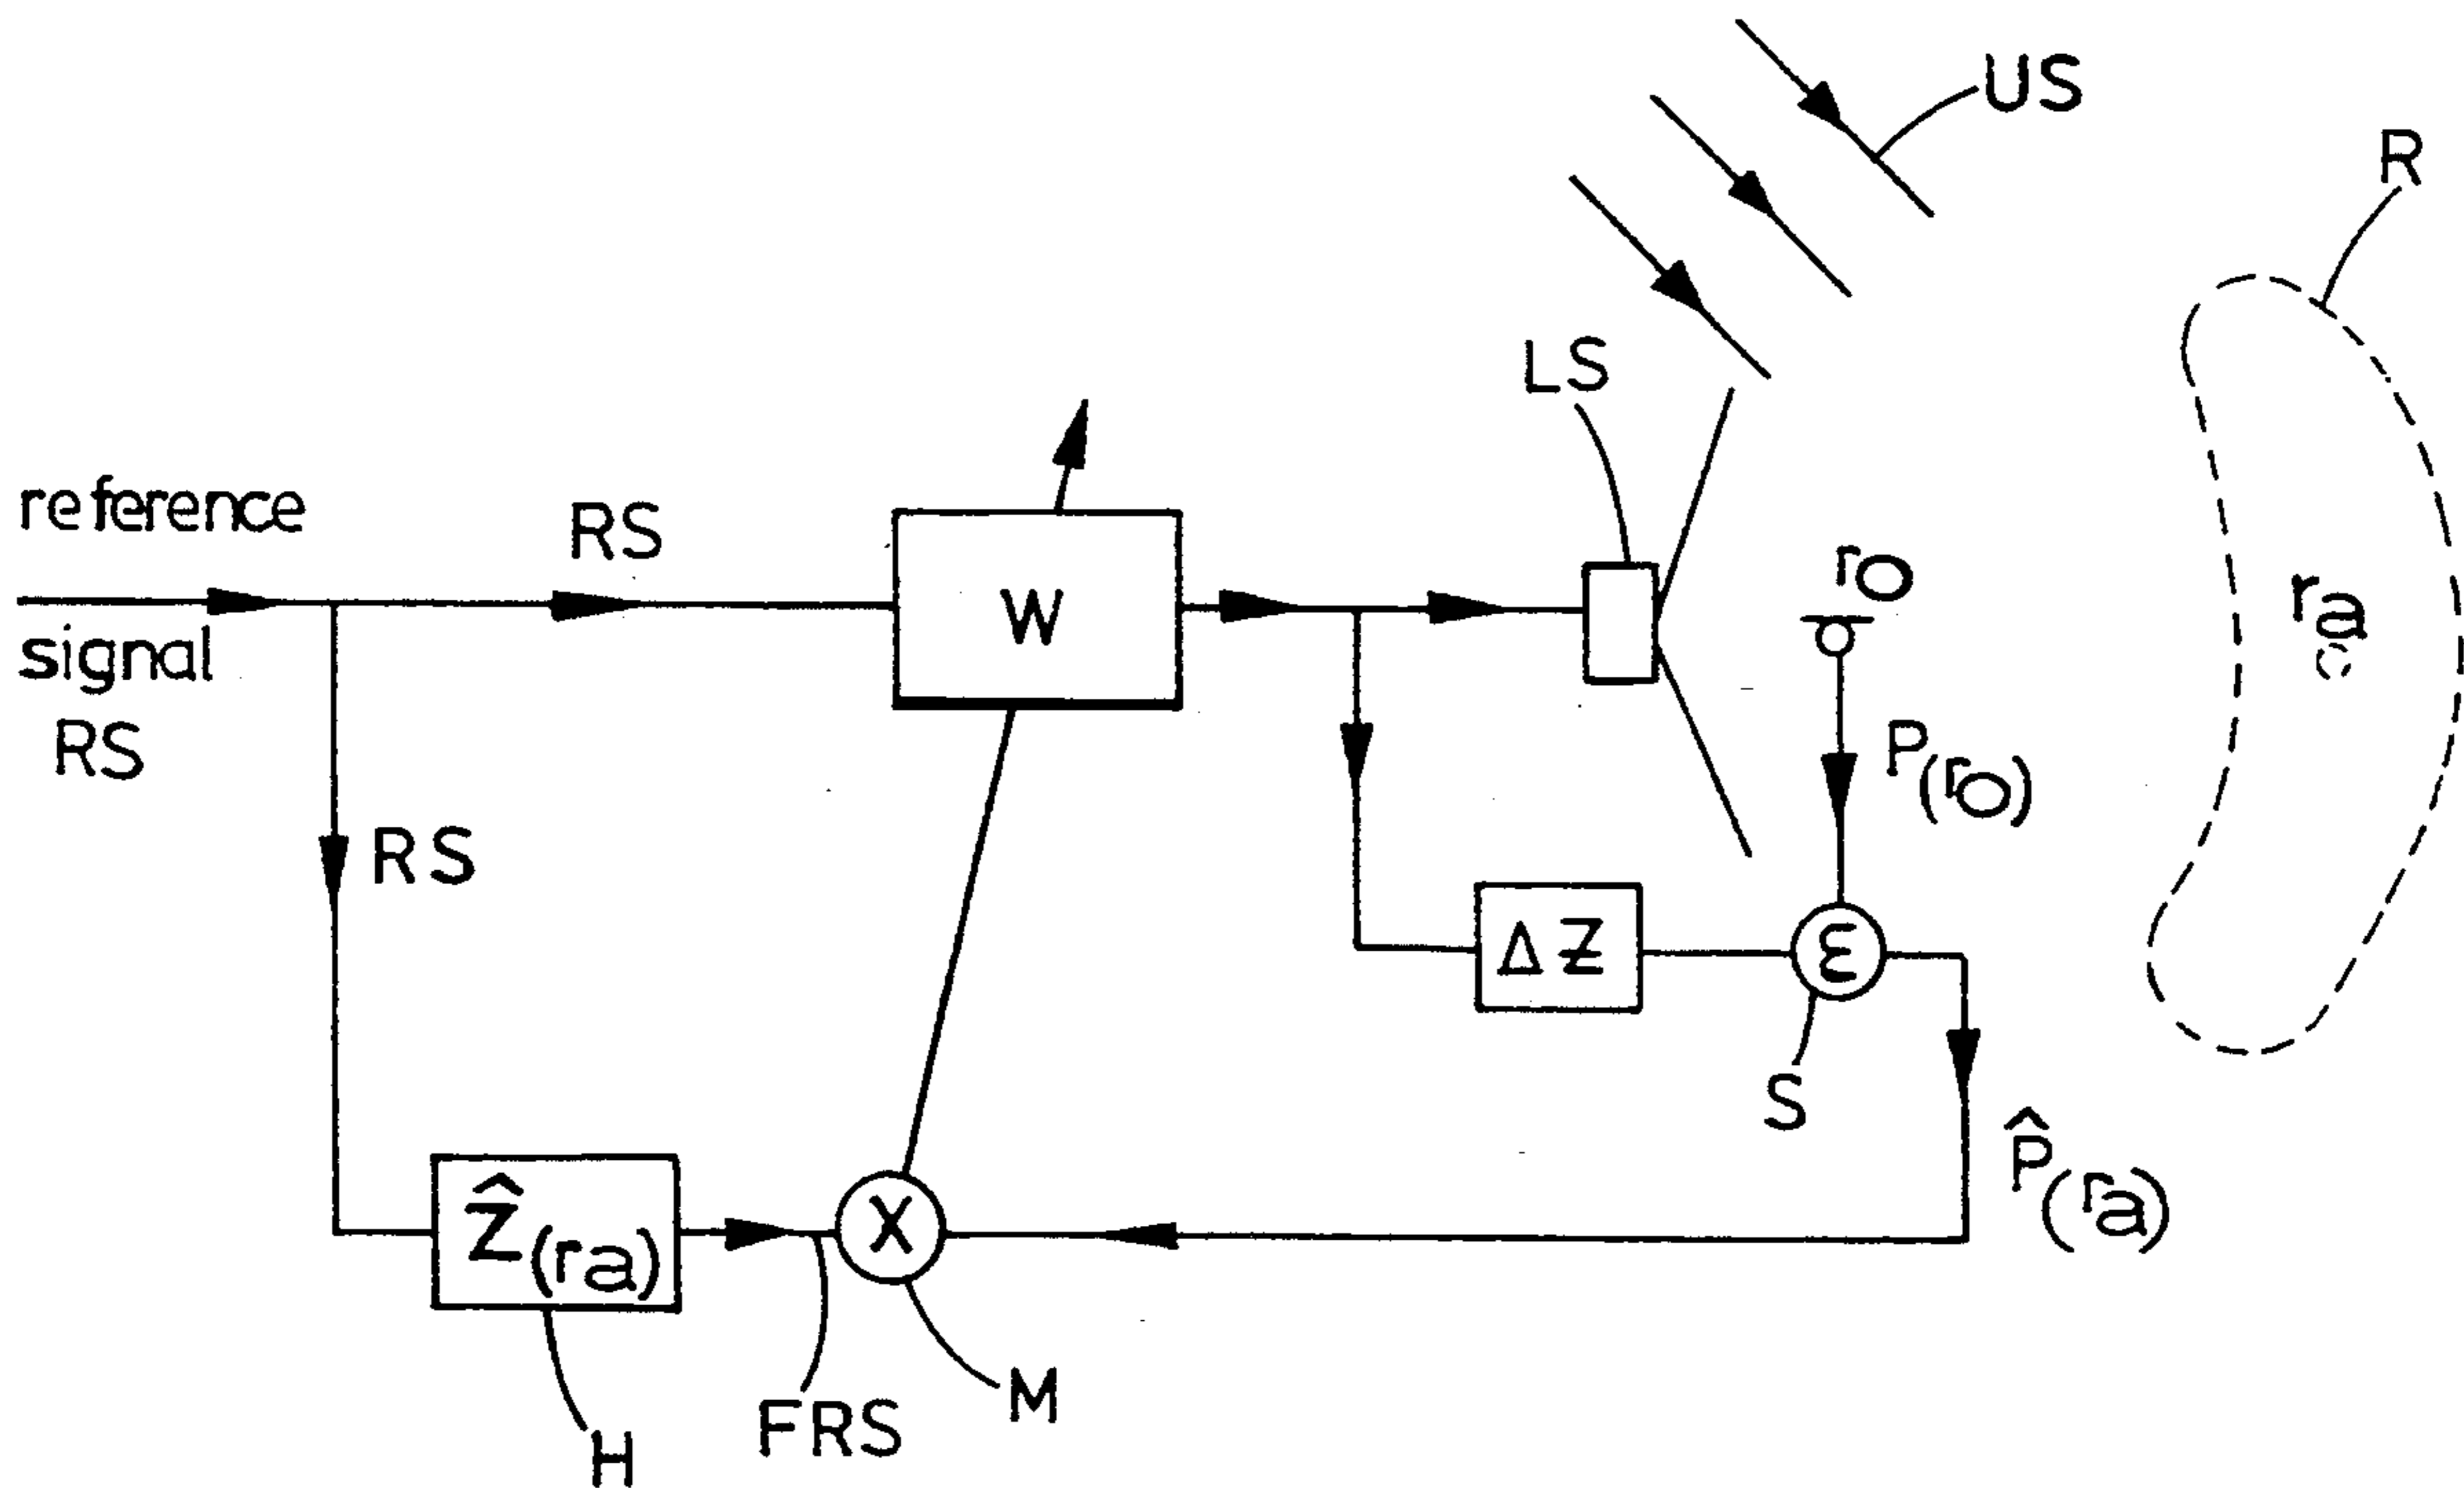 US
R
LS
reference
RS
ro
W
ra
signal
RS
P(ro)
RS
ΔZ
Ɛ
S
P̂(ra)
Ẑ(ra)
X
FRS
M
H